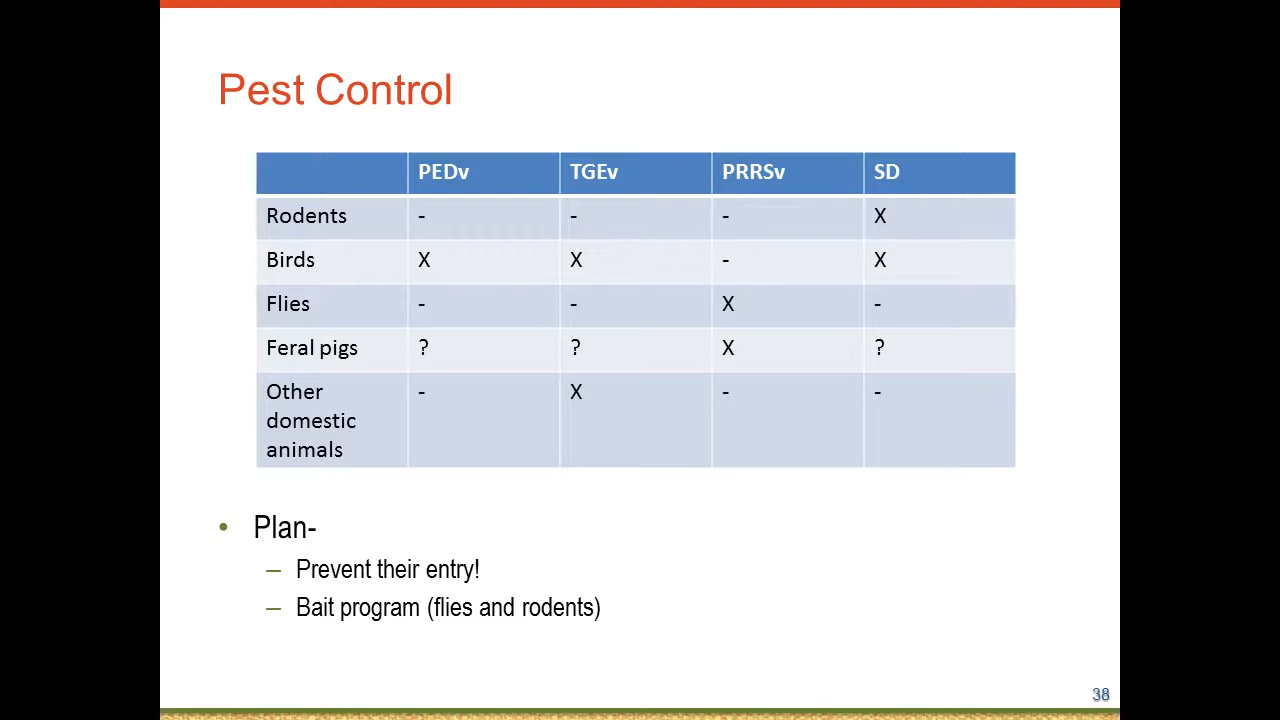 Pest Control
PEDv TGEv PRRSv SD
Rodents - - - X
Birds X X - X
Flies - - X -
Feral pigs ? ? X ?
Other - X - -
domestic
animals
• Plan-
– Prevent their entry!
– Bait program (flies and rodents)
38